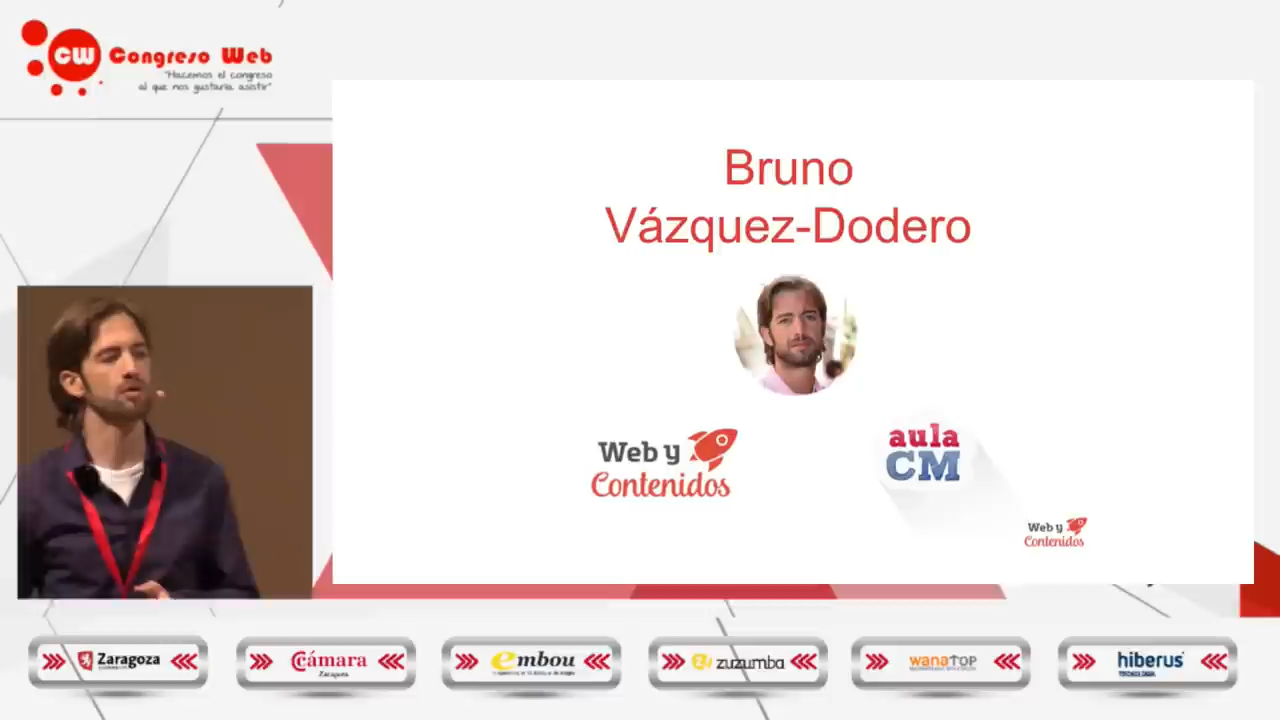 CW Congreso Web
"Hacemos el congreso
al que nos gustaría asistir"
Bruno
Vázquez-Dodero
Web y
Contenidos
aula
CM
Web y
Contenidos
Zaragoza
Cámara
Zaragoza
embou
zuzumba
wanaTop
hiberus
TECNOLOGÍA